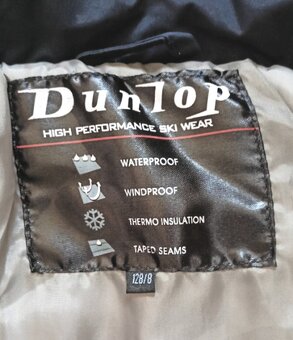 Dunlop
HIGH PERFORMANCE SKI WEAR
WATERPROOF
WINDPROOF
THERMO INSULATION
TAPED SEAMS
128/8